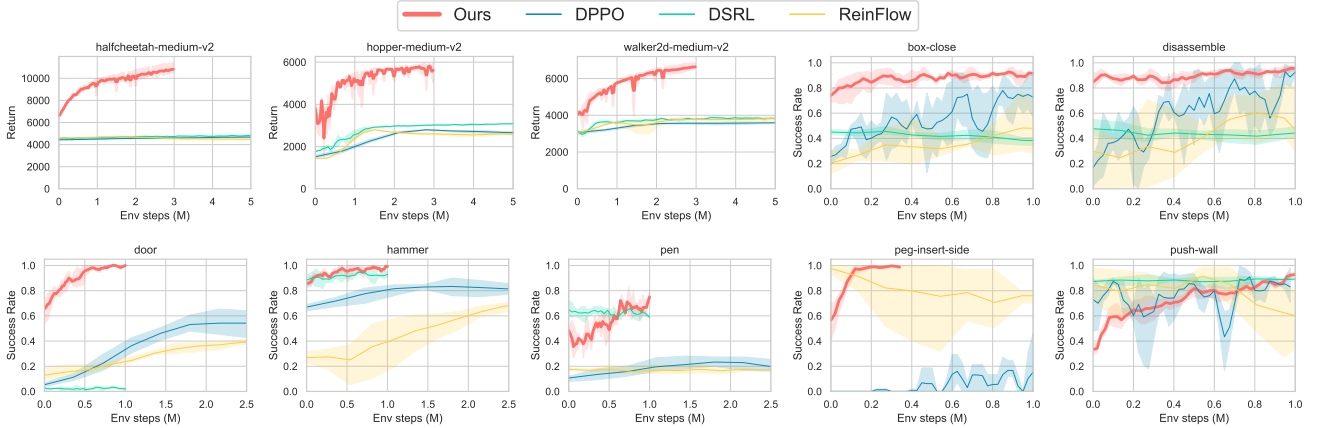 Ours DPPO DSRL ReinFlow
halfcheetah-medium-v2
Return
10000
8000
6000
4000
2000
0
0 1 2 3 4 5
Env steps (M)
hopper-medium-v2
Return
6000
4000
2000
0
0 1 2 3 4 5
Env steps (M)
walker2d-medium-v2
Return
6000
4000
2000
0
0 1 2 3 4 5
Env steps (M)
box-close
Success Rate
1.0
0.8
0.6
0.4
0.2
0.0
0.0 0.2 0.4 0.6 0.8 1.0
Env steps (M)
disassemble
Success Rate
1.0
0.8
0.6
0.4
0.2
0.0
0.0 0.2 0.4 0.6 0.8 1.0
Env steps (M)
door
Success Rate
1.0
0.8
0.6
0.4
0.2
0.0
0.0 0.5 1.0 1.5 2.0 2.5
Env steps (M)
hammer
Success Rate
1.0
0.8
0.6
0.4
0.2
0.0
0.0 0.5 1.0 1.5 2.0 2.5
Env steps (M)
pen
Success Rate
1.0
0.8
0.6
0.4
0.2
0.0
0.0 0.5 1.0 1.5 2.0 2.5
Env steps (M)
peg-insert-side
Success Rate
1.0
0.8
0.6
0.4
0.2
0.0
0.0 0.2 0.4 0.6 0.8 1.0
Env steps (M)
push-wall
Success Rate
1.0
0.8
0.6
0.4
0.2
0.0
0.0 0.2 0.4 0.6 0.8 1.0
Env steps (M)